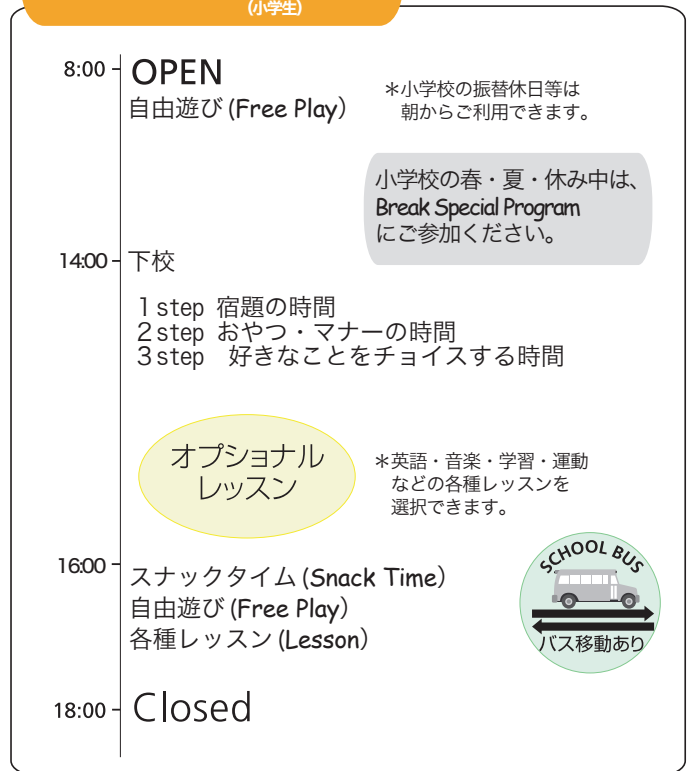 (小学生)
8:00 OPEN
自由遊び(Free Play)
*小学校の振替休日等は
朝からご利用できます。
小学校の春・夏・休み中は、
Break Special Program
にご参加ください。
14:00 下校
1step 宿題の時間
2step おやつ・マナーの時間
3step 好きなことをチョイスする時間
オプショナル
レッスン
*英語・音楽・学習・運動
などの各種レッスンを
選択できます。
16:00
スナックタイム(Snack Time)
自由遊び(Free Play)
各種レッスン(Lesson)
SCHOOL BUS
バス移動あり
18:00 Closed